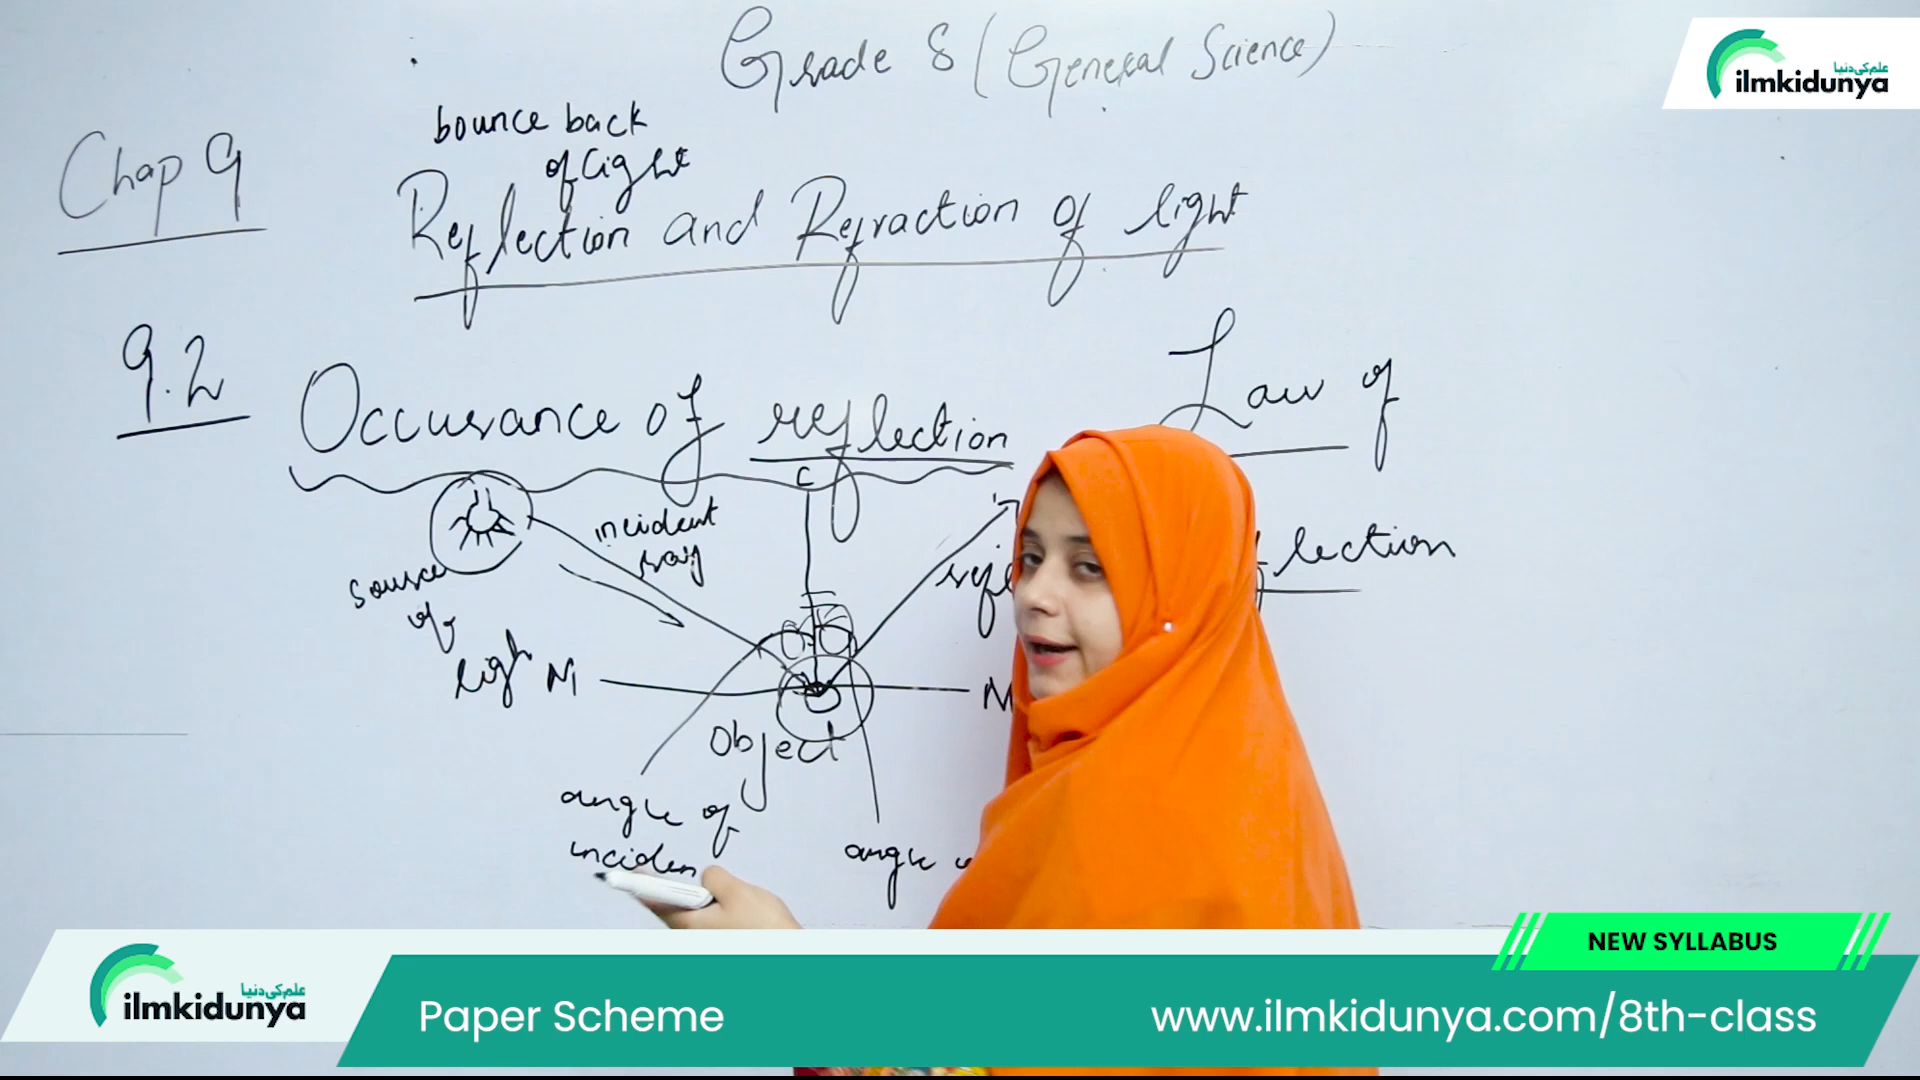 Grade 8 (General Science)
علم کی دنیا
ilmkidunya
bounce back
of light
Chap 9
Reflection and Refraction of light
9.2
Occurance of reflection
Law of
lection
C
incident
ray
source
of
ligh
M
M
Object
angle of
inciden
angle
NEW SYLLABUS
علم کی دنیا
ilmkidunya
Paper Scheme
www.ilmkidunya.com/8th-class